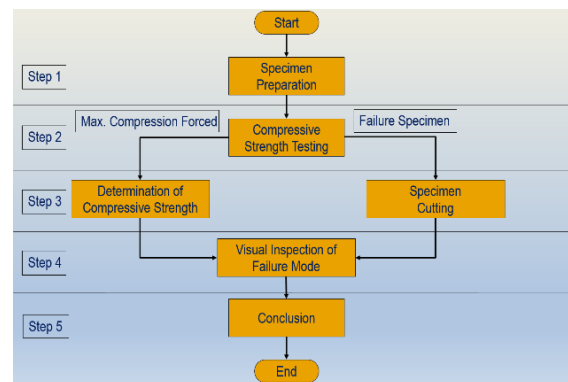 Start
Step 1
Specimen
Preparation
Max. Compression Forced
Failure Specimen
Step 2
Compressive
Strength Testing
Step 3
Determination of
Compressive Strength
Specimen
Cutting
Step 4
Visual Inspection of
Failure Mode
Step 5
Conclusion
End